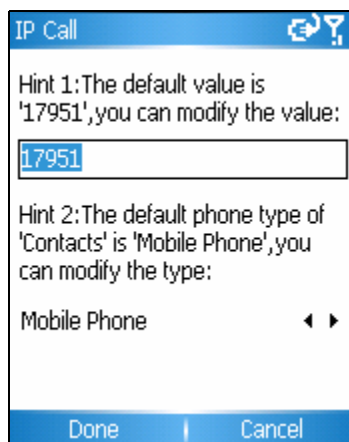 IP Call
Hint 1:The default value is
'17951',you can modify the value:
17951
Hint 2:The default phone type of
'Contacts' is 'Mobile Phone',you
can modify the type:
Mobile Phone
Done Cancel